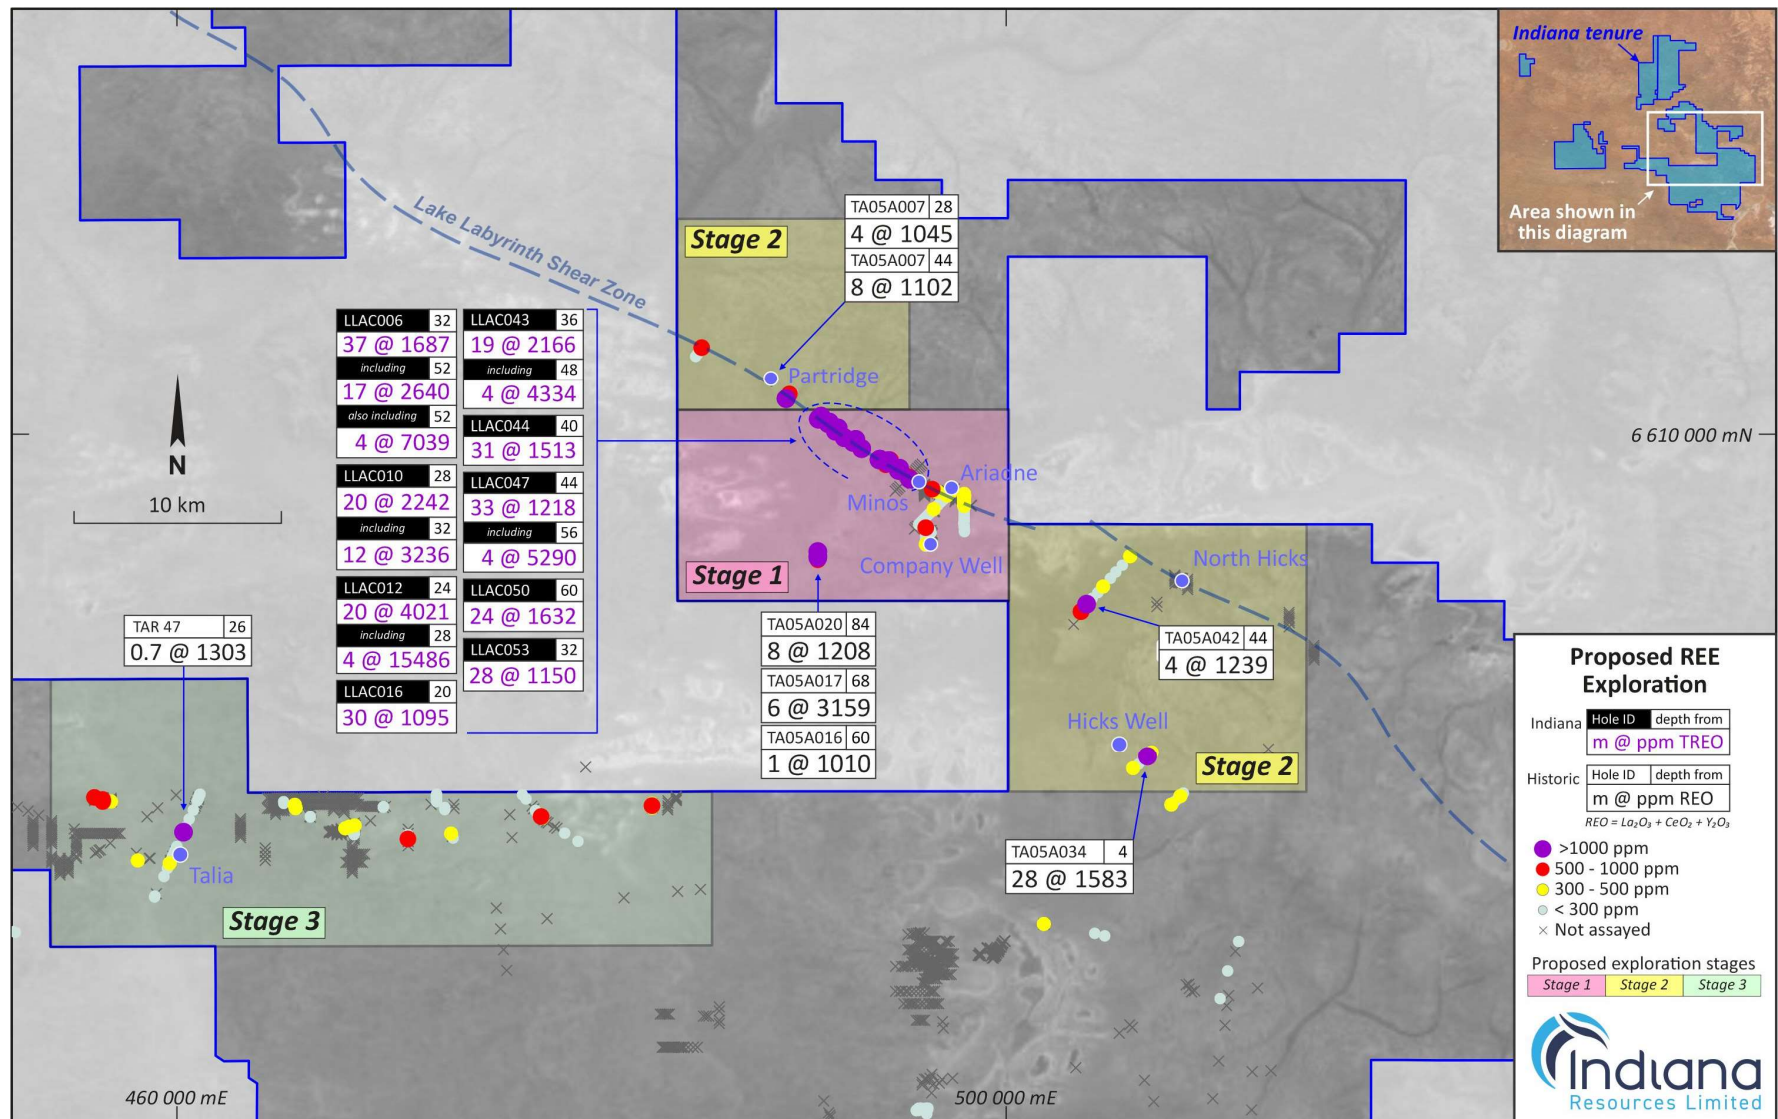 Indiana tenure
Area shown in
this diagram
Lake Labyrinth Shear Zone
Stage 2
TA05A007 28
4 @ 1045
TA05A007 44
8 @ 1102
LLAC006 32
37 @ 1687
including 52
17 @ 2640
also including 52
4 @ 7039
LLAC010 28
20 @ 2242
including 32
12 @ 3236
LLAC012 24
20 @ 4021
including 28
4 @ 15486
LLAC016 20
30 @ 1095
LLAC043 36
19 @ 2166
including 48
4 @ 4334
LLAC044 40
31 @ 1513
LLAC047 44
33 @ 1218
including 56
4 @ 5290
LLAC050 60
24 @ 1632
LLAC053 32
28 @ 1150
Partridge
6 610 000 mN
N
10 km
Ariadne
Minos
Company Well
Stage 1
North Hicks
TA05A020 84
8 @ 1208
TA05A017 68
6 @ 3159
TA05A016 60
1 @ 1010
TA05A042 44
4 @ 1239
TAR 47 26
0.7 @ 1303
Hicks Well
Stage 2
TA05A034 4
28 @ 1583
Talia
Stage 3
460 000 mE
500 000 mE
Proposed REE
Exploration
Indiana Hole ID depth from
m @ ppm TREO
Historic Hole ID depth from
m @ ppm REO
REO = La₂O₃ + CeO₂ + Y₂O₃
>1000 ppm
500 - 1000 ppm
300 - 500 ppm
< 300 ppm
Not assayed
Proposed exploration stages
Stage 1 Stage 2 Stage 3
Indiana
Resources Limited